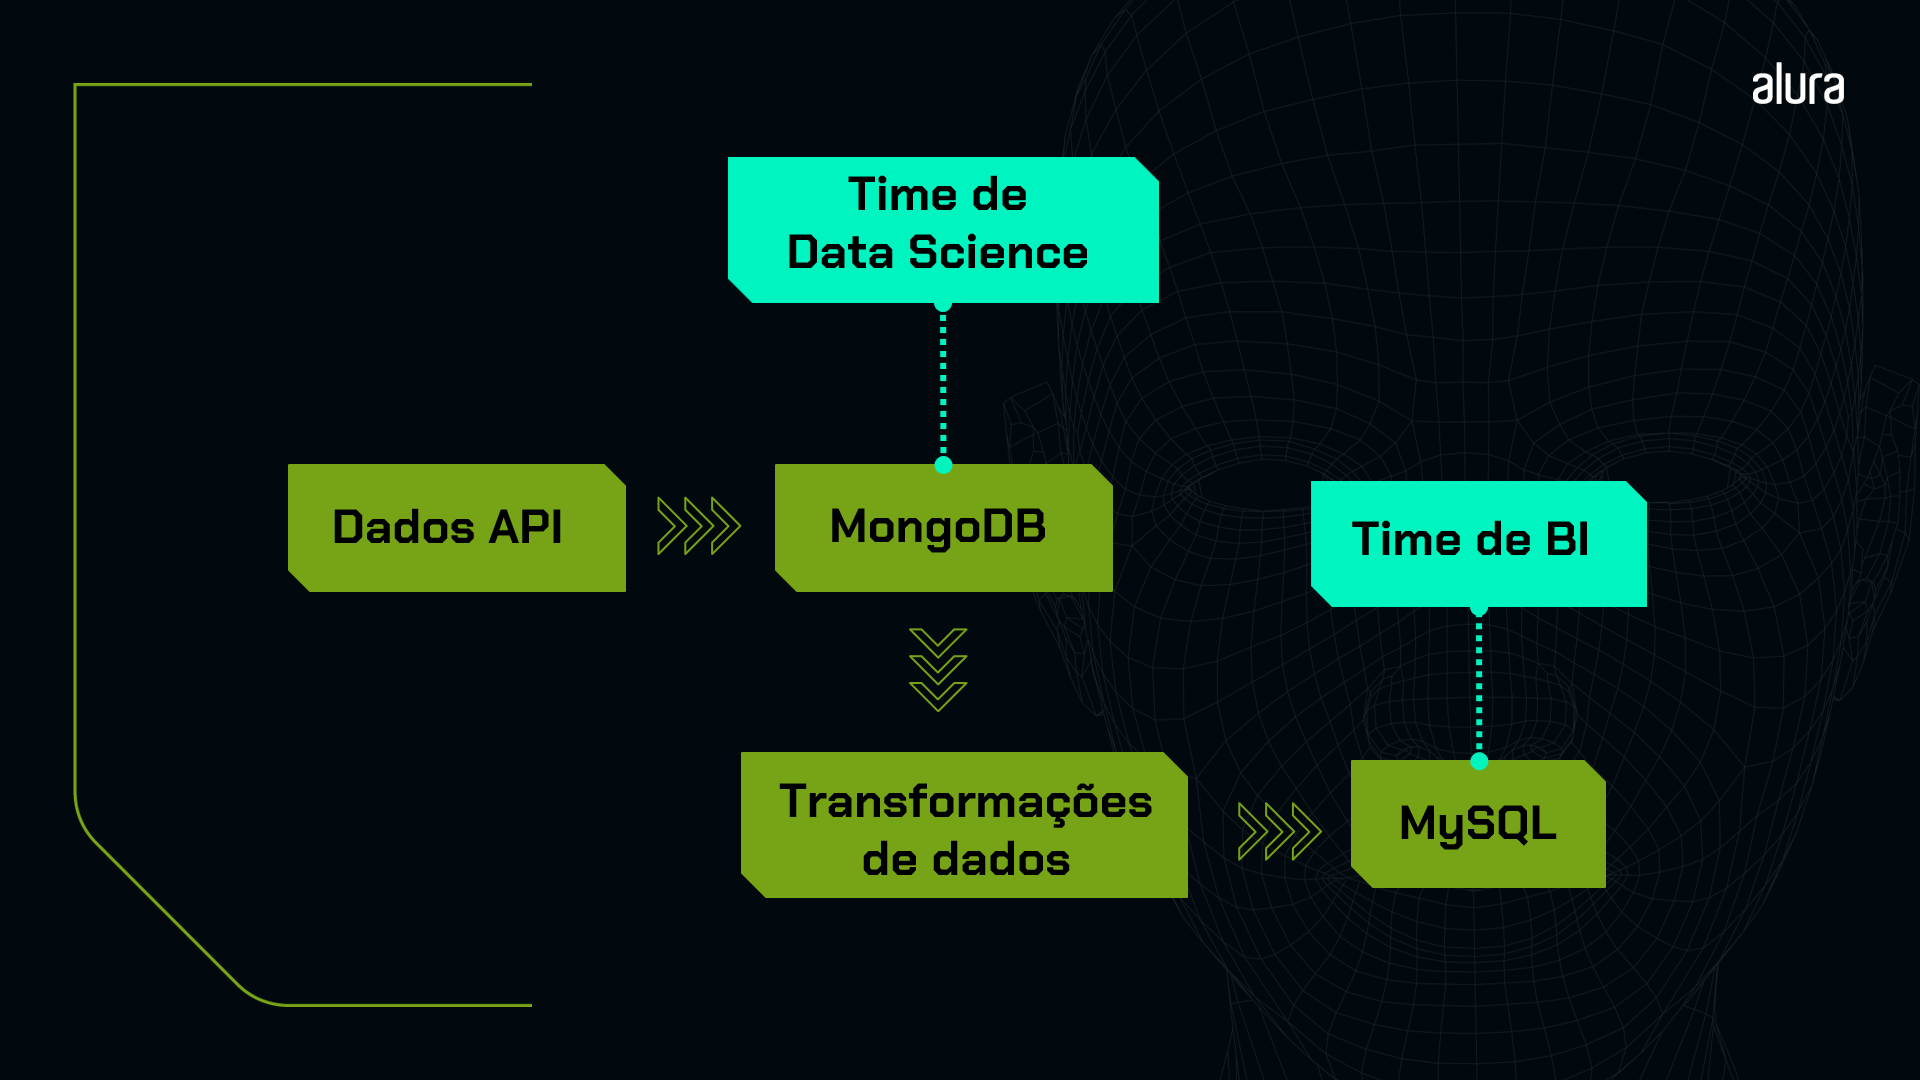 alura
Time de
Data Science
Dados API
MongoDB
Time de BI
Transformações
de dados
MySQL